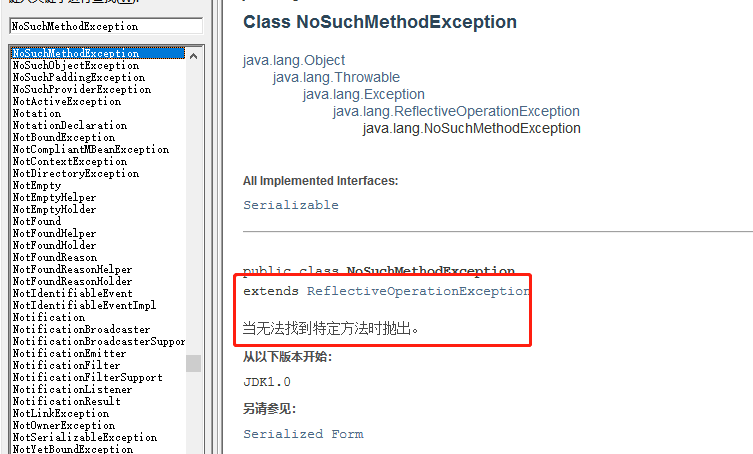 NoSuchMethodException
NoSuchMethodException
NoSuchObjectException
NoSuchPaddingException
NoSuchProviderException
NotActiveException
Notation
NotationDeclaration
NotBoundException
NotCompliantMBeanException
NotContextException
NotDirectoryException
NotEmpty
NotEmptyHelper
NotEmptyHolder
NotFound
NotFoundHelper
NotFoundHolder
NotFoundReason
NotFoundReasonHelper
NotFoundReasonHolder
NotIdentifiableEvent
NotIdentifiableEventImpl
Notification
NotificationBroadcaster
NotificationBroadcasterSuppor
NotificationEmitter
NotificationFilter
NotificationFilterSupport
NotificationListener
NotificationResult
NotLinkException
NotOwnerException
NotSerializableException
NotYetBoundException
Class NoSuchMethodException
java.lang.Object
java.lang.Throwable
java.lang.Exception
java.lang.ReflectiveOperationException
java.lang.NoSuchMethodException
All Implemented Interfaces:
Serializable
public class NoSuchMethodException
extends ReflectiveOperationException
当无法找到特定方法时抛出。
从以下版本开始：
JDK1.0
另请参见：
Serialized Form